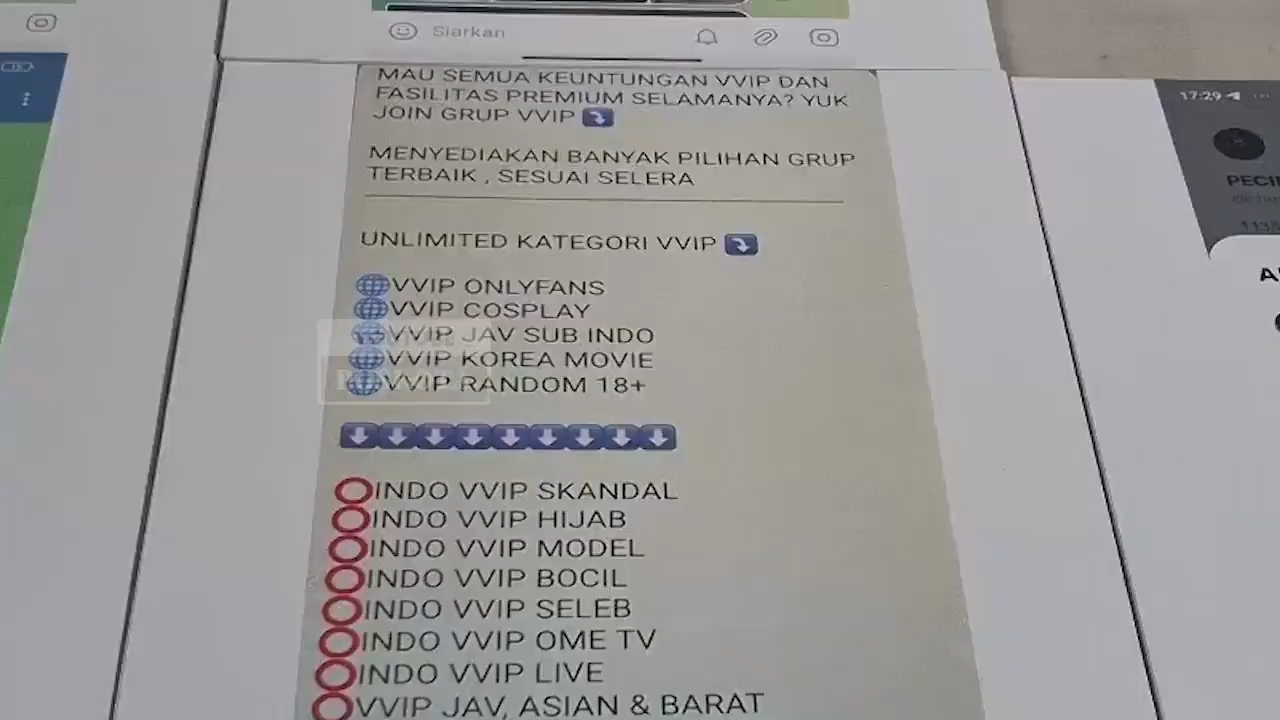 Siarkan
MAU SEMUA KEUNTUNGAN VVIP DAN
FASILITAS PREMIUM SELAMANYA? YUK
JOIN GRUP VVIP
MENYEDIAKAN BANYAK PILIHAN GRUP
TERBAIK , SESUAI SELERA
UNLIMITED KATEGORI VVIP
VVIP ONLYFANS
VVIP COSPLAY
VVIP JAV SUB INDO
VVIP KOREA MOVIE
VVIP RANDOM 18+
INDO VVIP SKANDAL
INDO VVIP HIJAB
INDO VVIP MODEL
INDO VVIP BOCIL
INDO VVIP SELEB
INDO VVIP OME TV
INDO VVIP LIVE
VVIP JAV, ASIAN & BARAT
17:29